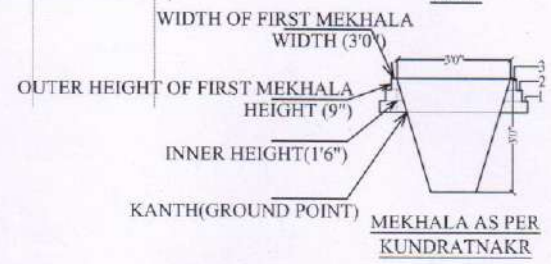 WIDTH OF FIRST MEKHALA
WIDTH (3'0")
3'0"
3
2
1
OUTER HEIGHT OF FIRST MEKHALA
HEIGHT (9")
INNER HEIGHT(1'6")
KANTH(GROUND POINT)
MEKHALA AS PER
KUNDRATNAKR